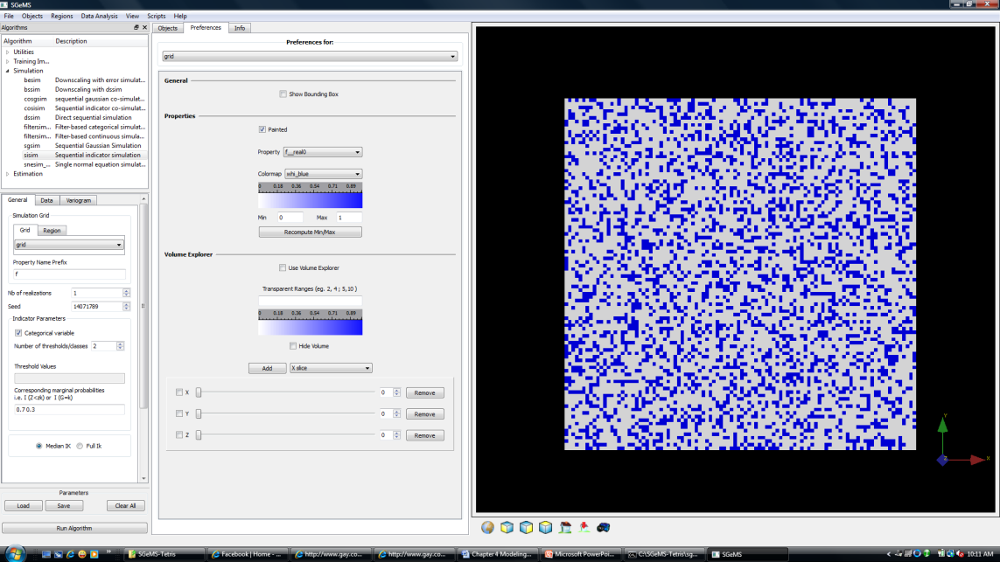 SGeMS
File Objects Regions Data Analysis View Scripts Help
Algorithms
Algorithm Description
Utilities
Training Im...
Simulation
besim Downscaling with error simulat...
bssim Downscaling with dssim
cosgsim sequential gaussian co-simulat...
cosisim Sequential indicator co-simulat...
dssim Direct sequential simulation
filtersim... Filter-based categorical simulat...
filtersim... Filter-based continuous simula...
sgsim Sequential Gaussian Simulation
sisim Sequential indicator simulation
snesim_... Single normal equation simulat...
Estimation
General Data Variogram
Simulation Grid
Grid Region
grid
Property Name Prefix
f
Nb of realizations 1
Seed 14071789
Indicator Parameters
Categorical variable
Number of thresholds/classes 2
Threshold Values
Corresponding marginal probabilities
i.e. I (Z<zk) or I (G=k)
0.7 0.3
Median IK Full Ik
Parameters
Load Save Clear All
Run Algorithm
Objects Preferences Info
Preferences for:
grid
General
Show Bounding Box
Properties
Painted
Property f__real0
Colormap whi_blue
0 0.18 0.36 0.54 0.71 0.89
Min 0 Max 1
Recompute Min/Max
Volume Explorer
Use Volume Explorer
Transparent Ranges (eg. 2, 4 ; 5,10 )
0 0.18 0.36 0.54 0.71 0.89
Hide Volume
Add X slice
X 0 Remove
Y 0 Remove
Z 0 Remove
Y
Z X
SGeMS-Tetris Facebook | Home - ... http://www.gay.co... http://www.gay.co... Chapter 4 Modeling... Microsoft PowerPoi... C:\SGeMS-Tetris\sg... SGeMS 10:11 AM